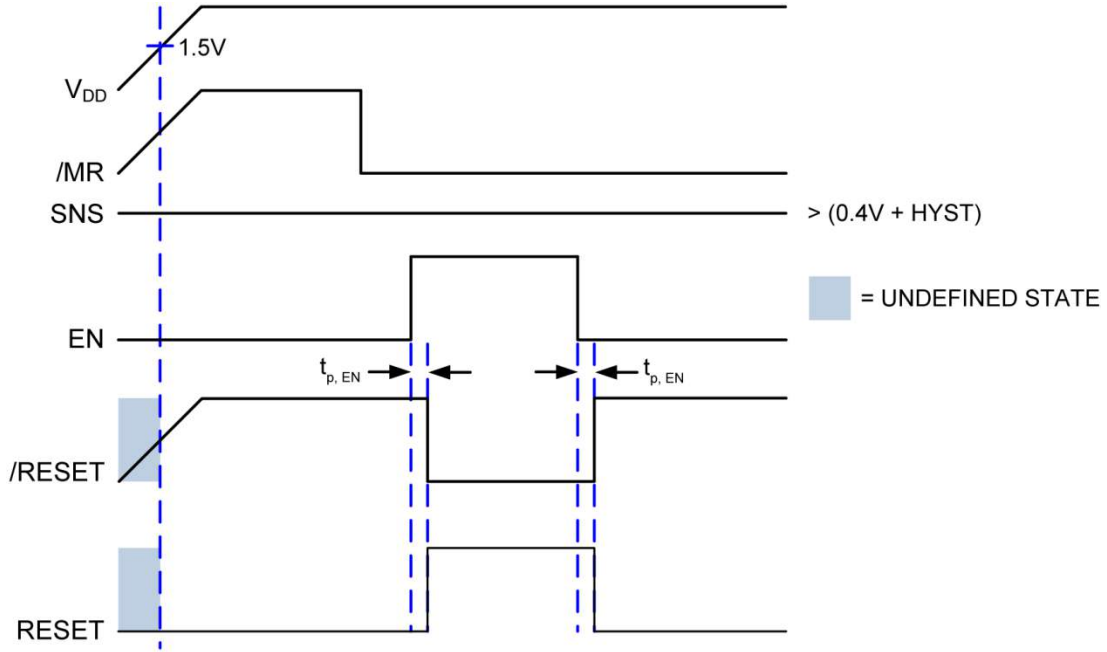 1.5V
VDD
/MR
SNS
> (0.4V + HYST)
= UNDEFINED STATE
EN
tp, EN
tp, EN
/RESET
RESET